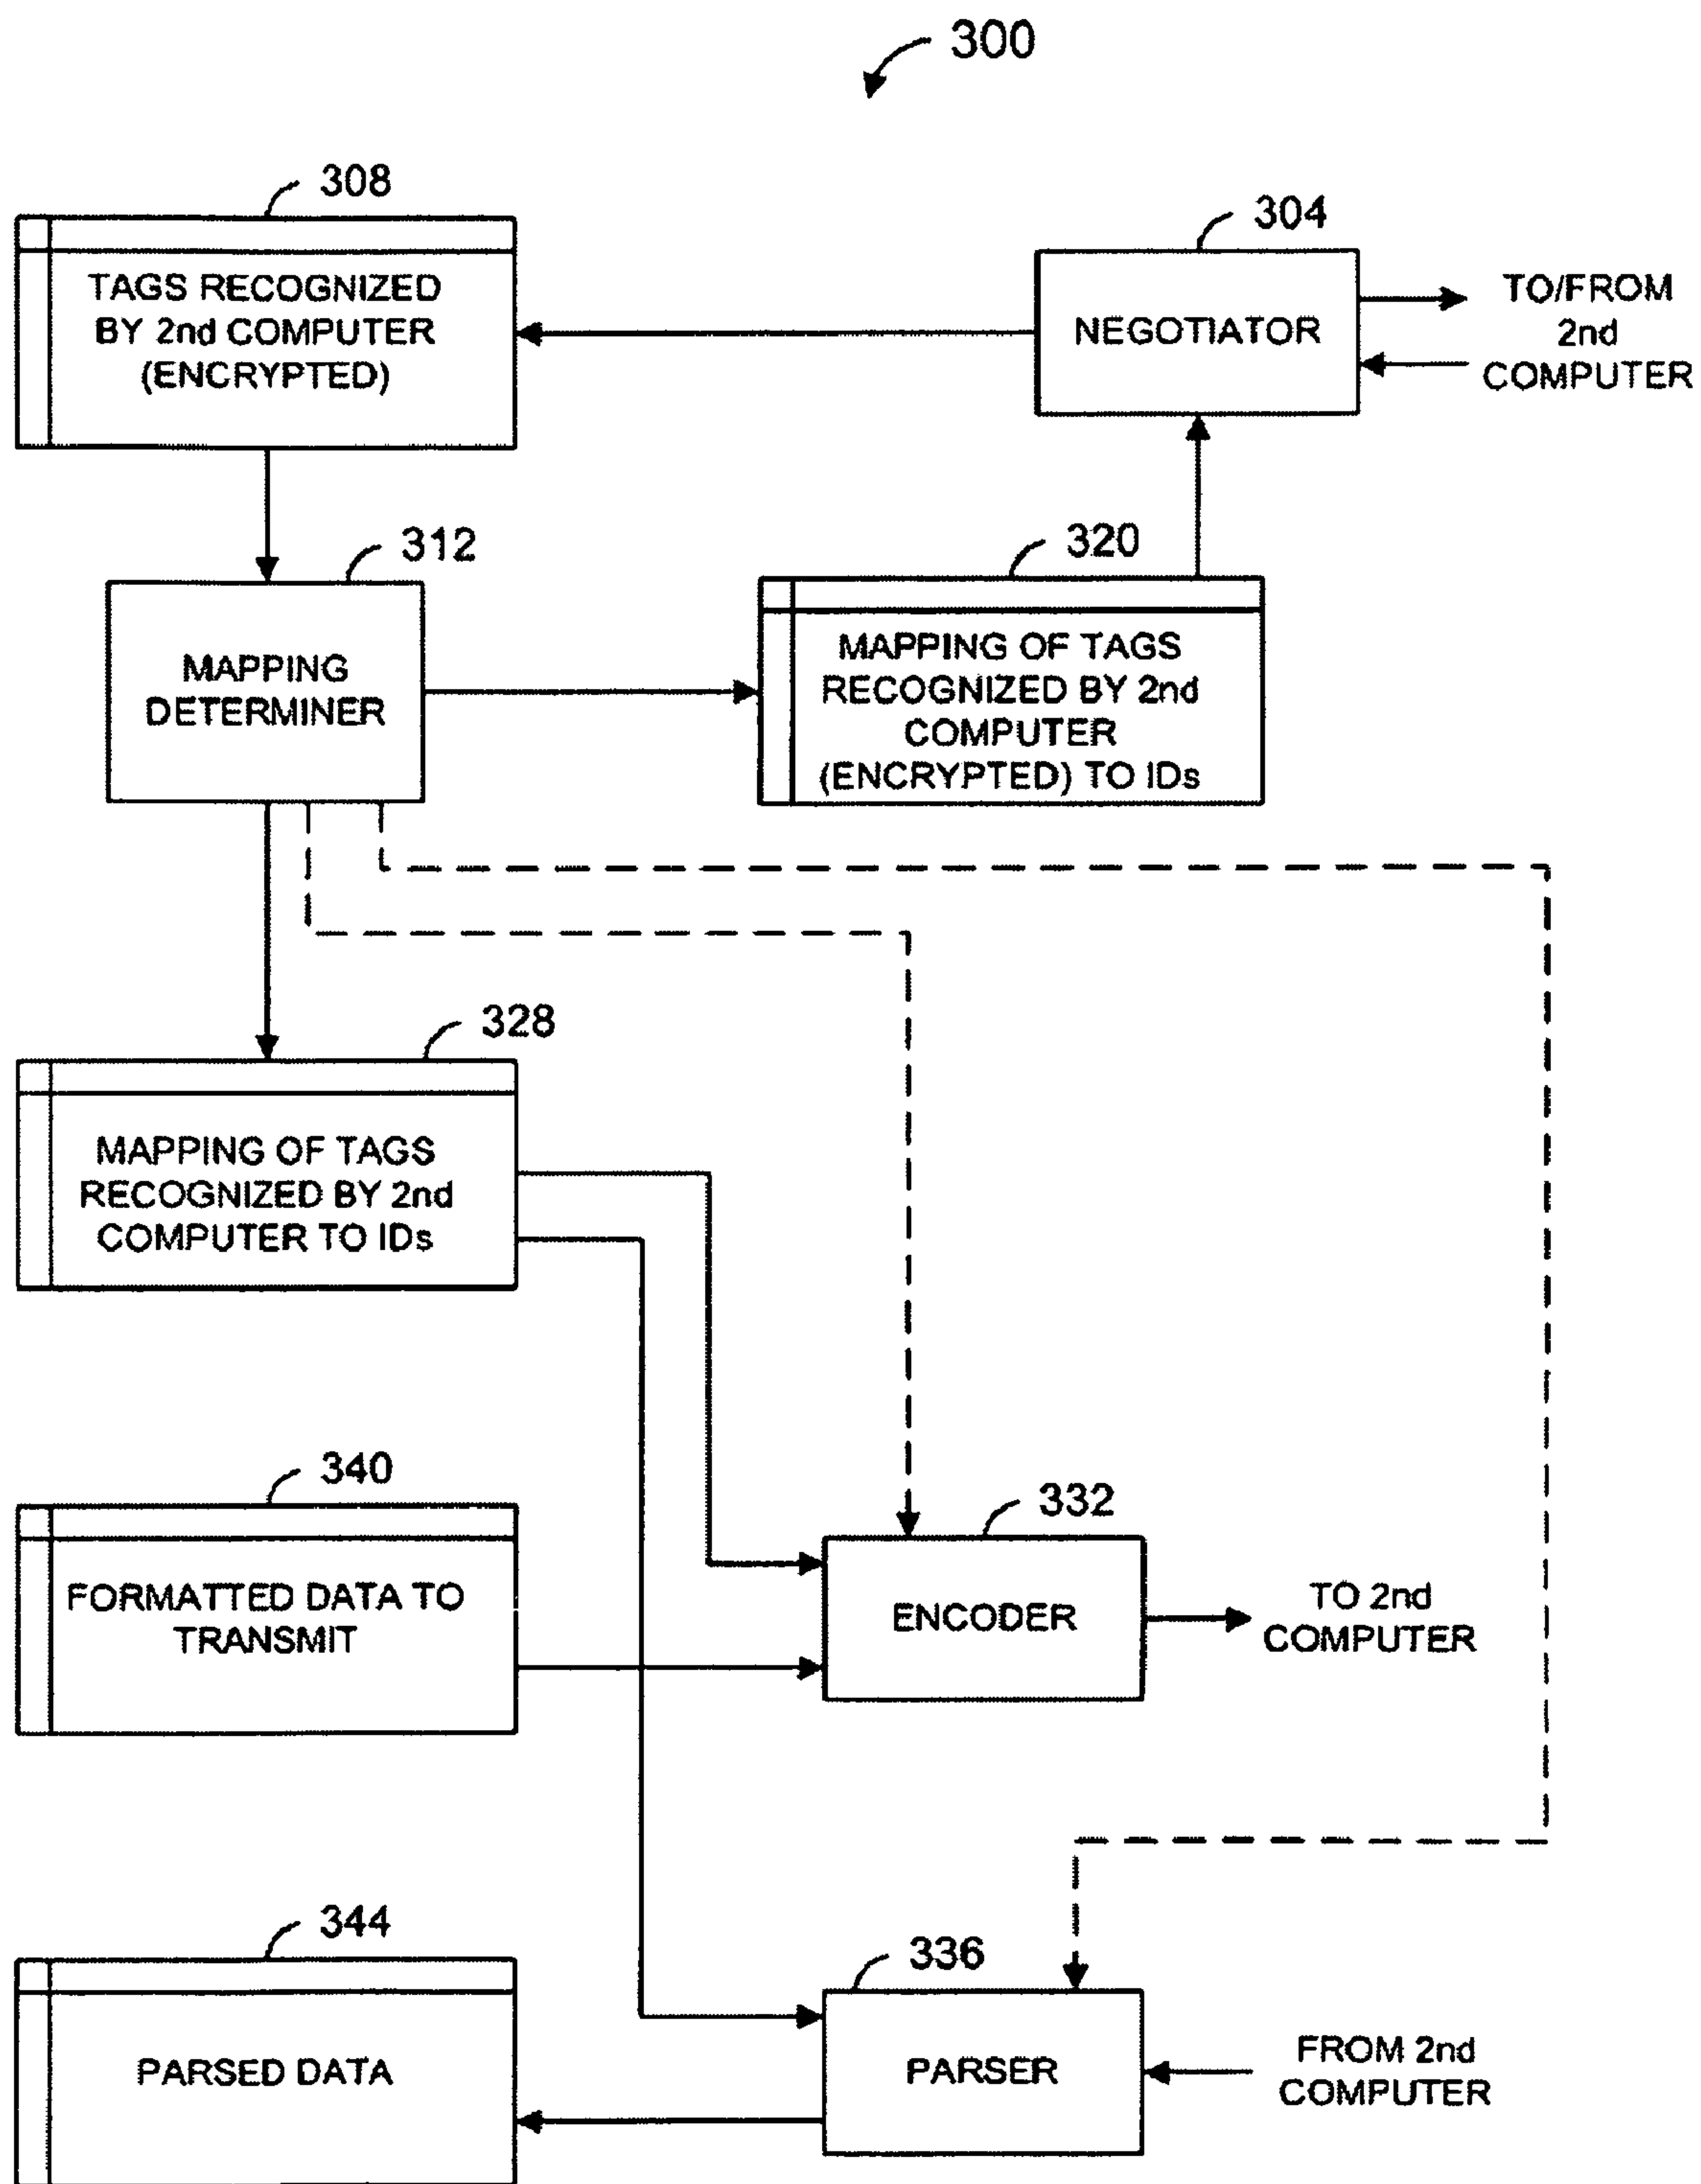 300
308
TAGS RECOGNIZED
BY 2nd COMPUTER
(ENCRYPTED)
304
NEGOTIATOR
TO/FROM
2nd
COMPUTER
312
MAPPING
DETERMINER
320
MAPPING OF TAGS
RECOGNIZED BY 2nd
COMPUTER
(ENCRYPTED) TO IDs
328
MAPPING OF TAGS
RECOGNIZED BY 2nd
COMPUTER TO IDs
340
FORMATTED DATA TO
TRANSMIT
332
ENCODER
TO 2nd
COMPUTER
344
PARSED DATA
336
PARSER
FROM 2nd
COMPUTER